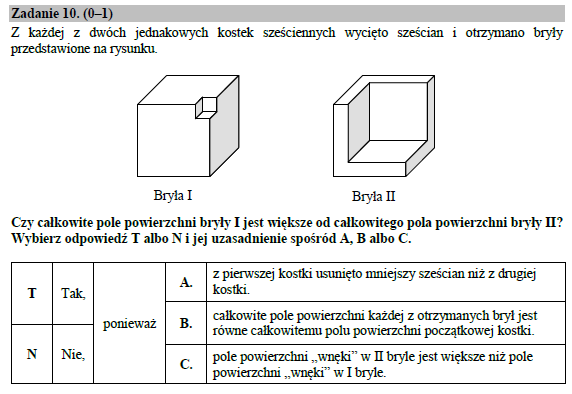 Zadanie 10. (0–1)
Z każdej z dwóch jednakowych kostek sześciennych wycięto sześcian i otrzymano bryły
przedstawione na rysunku.
Bryła I
Bryła II
Czy całkowite pole powierzchni bryły I jest większe od całkowitego pola powierzchni bryły II?
Wybierz odpowiedź T albo N i jej uzasadnienie spośród A, B albo C.
T
Tak,
N
Nie,
ponieważ
A.
z pierwszej kostki usunięto mniejszy sześcian niż z drugiej
kostki.
B.
całkowite pole powierzchni każdej z otrzymanych brył jest
równe całkowitemu polu powierzchni początkowej kostki.
C.
pole powierzchni „wnęki” w II bryle jest większe niż pole
powierzchni „wnęki” w I bryle.